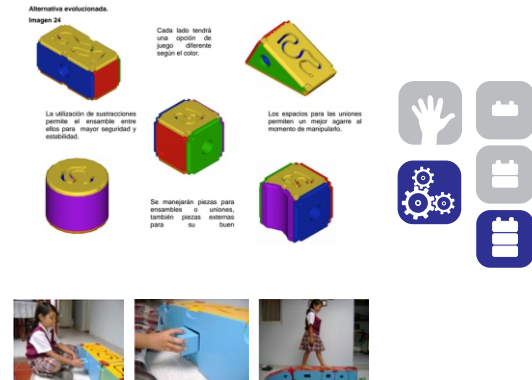 Alternativa evolucionada.
Imagen 24
Cada lado tendrá
una opción de
juego diferente
según el color.
La utilización de sustracciones
permite el ensamble entre
ellos para mayor seguridad y
estabilidad.
Los espacios para las uniones
permiten un mejor agarre al
momento de manipularlo.
Se manejarán piezas para
ensambles o uniones,
también piezas externas
para su buen